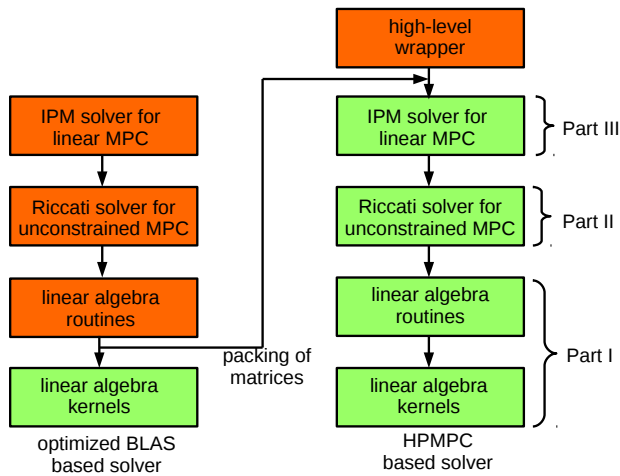 high-level
wrapper
IPM solver for
linear MPC
IPM solver for
linear MPC
Part III
Riccati solver for
unconstrained MPC
Riccati solver for
unconstrained MPC
Part II
linear algebra
routines
linear algebra
routines
packing of
matrices
Part I
linear algebra
kernels
linear algebra
kernels
optimized BLAS
based solver
HPMPC
based solver